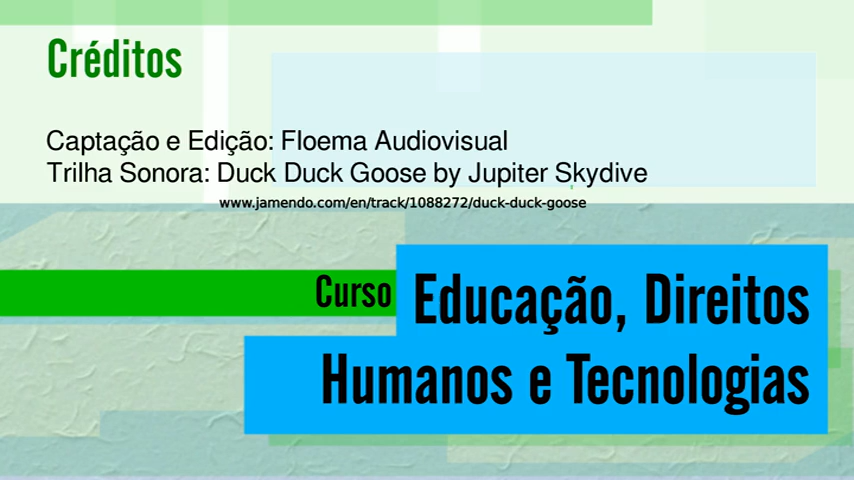 Créditos
Captação e Edição: Floema Audiovisual
Trilha Sonora: Duck Duck Goose by Jupiter Skydive
www.jamendo.com/en/track/1088272/duck-duck-goose
Curso Educação, Direitos
Humanos e Tecnologias